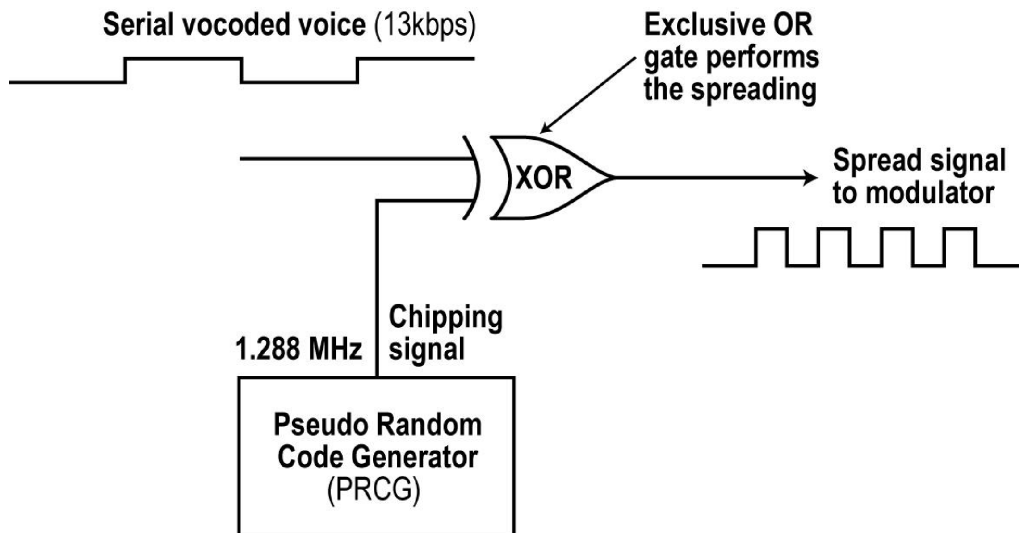 Serial vocoded voice (13kbps)
Exclusive OR
gate performs
the spreading
XOR
Spread signal
to modulator
Chipping
signal
1.288 MHz
Pseudo Random
Code Generator
(PRCG)